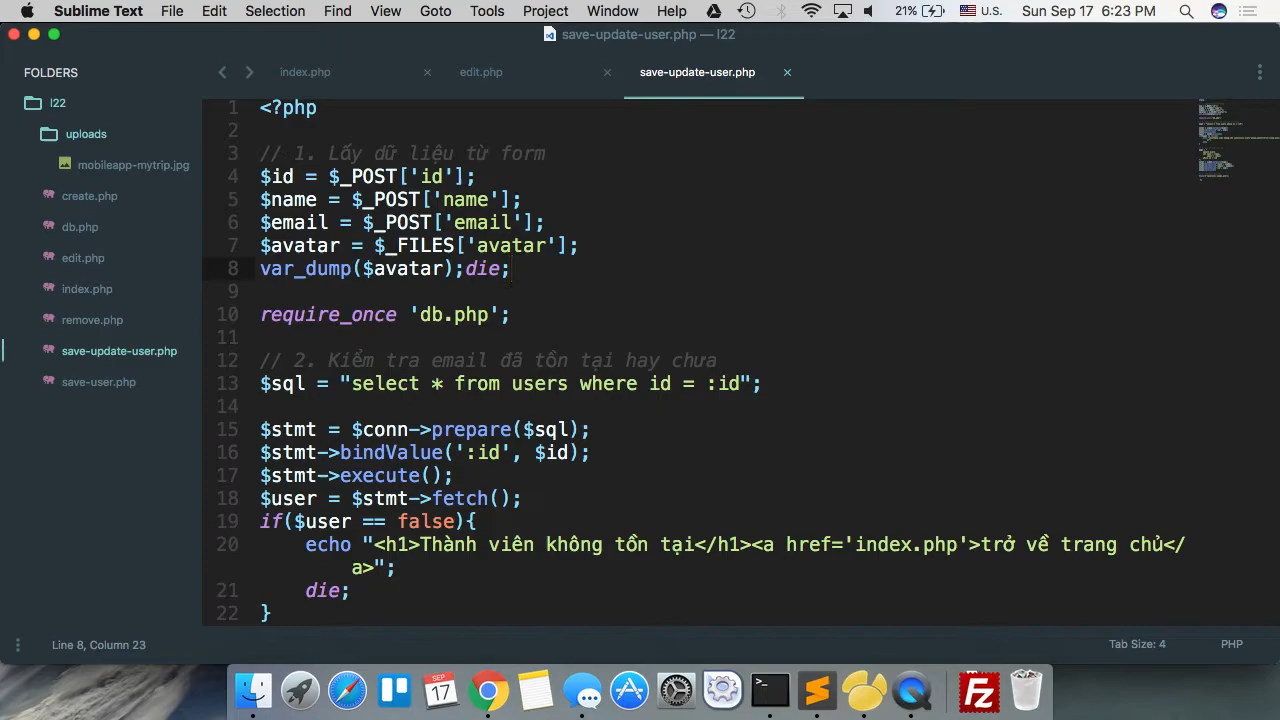 Sublime Text File Edit Selection Find View Goto Tools Project Window Help 21% U.S. Sun Sep 17 6:23 PM
save-update-user.php — l22
FOLDERS
l22
uploads
mobileapp-mytrip.jpg
create.php
db.php
edit.php
index.php
remove.php
save-update-user.php
save-user.php
index.php edit.php save-update-user.php
1 <?php
2
3 // 1. Lấy dữ liệu từ form
4 $id = $_POST['id'];
5 $name = $_POST['name'];
6 $email = $_POST['email'];
7 $avatar = $_FILES['avatar'];
8 var_dump($avatar);die;
9
10 require_once 'db.php';
11
12 // 2. Kiểm tra email đã tồn tại hay chưa
13 $sql = "select * from users where id = :id";
14
15 $stmt = $conn->prepare($sql);
16 $stmt->bindValue(':id', $id);
17 $stmt->execute();
18 $user = $stmt->fetch();
19 if($user == false){
20 echo "<h1>Thành viên không tồn tại</h1><a href='index.php'>trở về trang chủ</
a>";
21 die;
22 }
Line 8, Column 23 Tab Size: 4 PHP
SEP
17
Fz